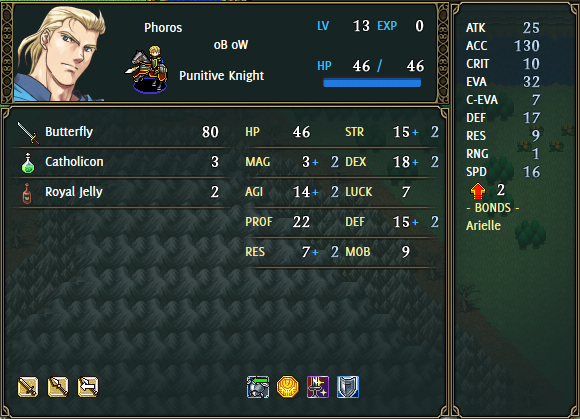 Phoros
oB oW
Punitive Knight
LV 13 EXP 0
HP 46 / 46
Butterfly 80
Catholicon 3
Royal Jelly 2
HP 46 STR 15+ 2
MAG 3+ 2 DEX 18+ 2
AGI 14+ 2 LUCK 7
PROF 22 DEF 15+ 2
RES 7+ 2 MOB 9
ATK 25
ACC 130
CRIT 10
EVA 32
C-EVA 7
DEF 17
RES 9
RNG 1
SPD 16
2
- BONDS -
Arielle